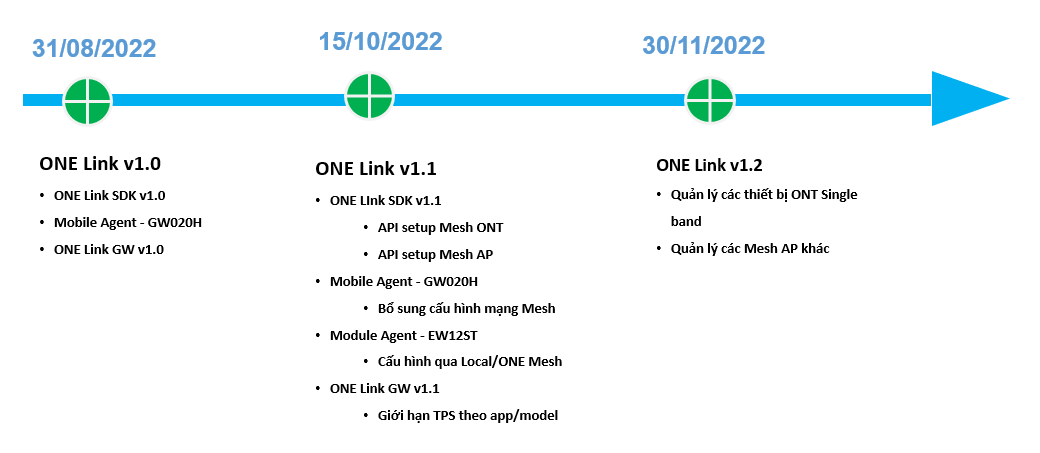 31/08/2022
15/10/2022
30/11/2022
ONE Link v1.0
• ONE Link SDK v1.0
• Mobile Agent - GW020H
• ONE Link GW v1.0
ONE Link v1.1
• ONE LInk SDK v1.1
• API setup Mesh ONT
• API setup Mesh AP
• Mobile Agent - GW020H
• Bổ sung cấu hình mạng Mesh
• Module Agent - EW12ST
• Cấu hình qua Local/ONE Mesh
• ONE Link GW v1.1
• Giới hạn TPS theo app/model
ONE Link v1.2
• Quản lý các thiết bị ONT Single
band
• Quản lý các Mesh AP khác